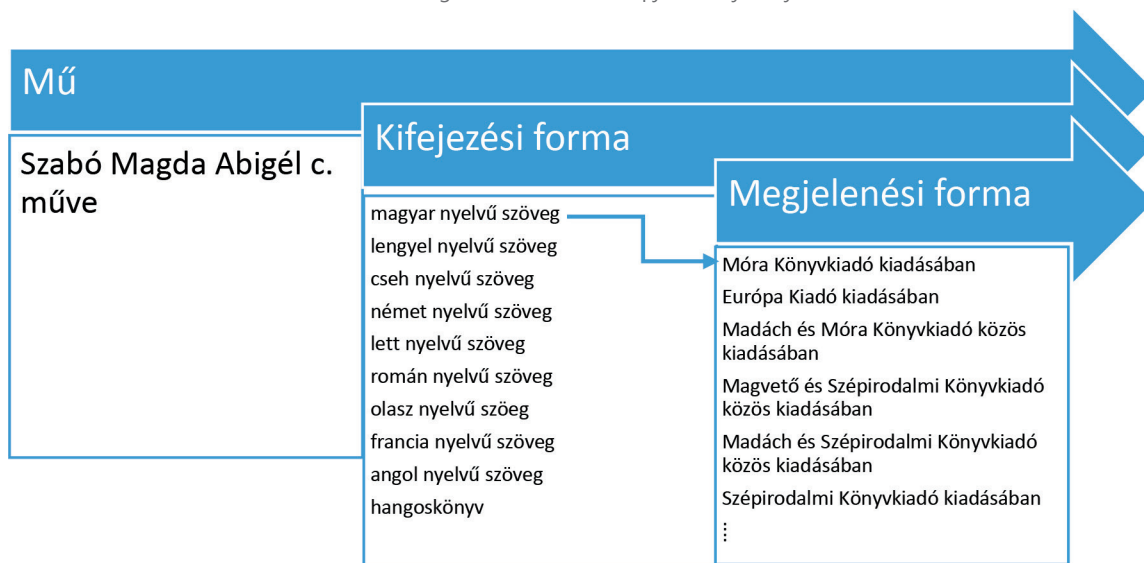 Mű
Szabó Magda Abigél c.
műve
Kifejezési forma
magyar nyelvű szöveg
lengyel nyelvű szöveg
cseh nyelvű szöveg
német nyelvű szöveg
lett nyelvű szöveg
román nyelvű szöveg
olasz nyelvű szöeg
francia nyelvű szöveg
angol nyelvű szöveg
hangoskönyv
Megjelenési forma
Móra Könyvkiadó kiadásában
Európa Kiadó kiadásában
Madách és Móra Könyvkiadó közös
kiadásában
Magvető és Szépirodalmi Könyvkiadó
közös kiadásában
Madách és Szépirodalmi Könyvkiadó
közös kiadásában
Szépirodalmi Könyvkiadó kiadásában